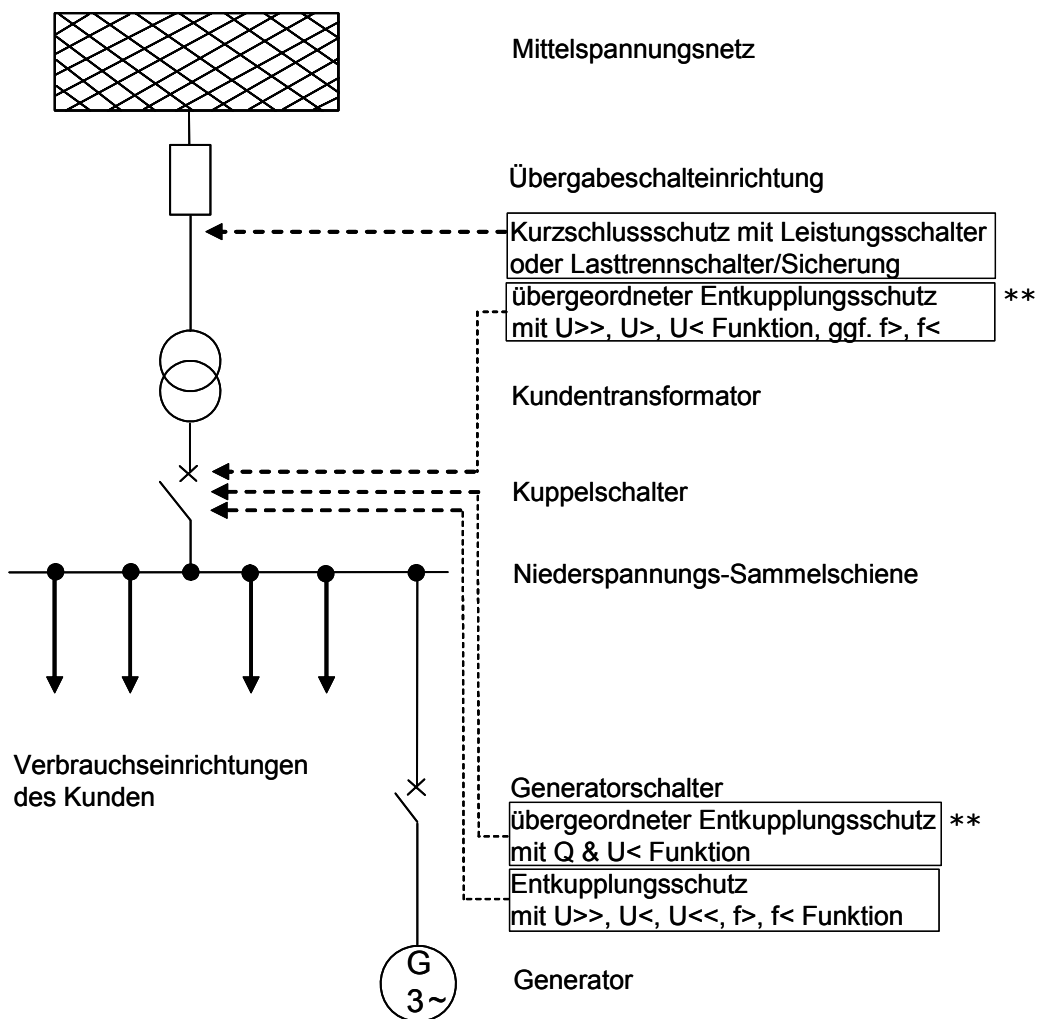 Mittelspannungsnetz
Übergabeschalteinrichtung
Kurzschlussschutz mit Leistungsschalter
oder Lasttrennschalter/Sicherung
übergeordneter Entkupplungsschutz **
mit U>>, U>, U< Funktion, ggf. f>, f<
Kundentransformator
Kuppelschalter
Niederspannungs-Sammelschiene
Verbrauchseinrichtungen
des Kunden
Generatorschalter
übergeordneter Entkupplungsschutz **
mit Q & U< Funktion
Entkupplungsschutz
mit U>>, U<, U<<, f>, f< Funktion
G
3~
Generator